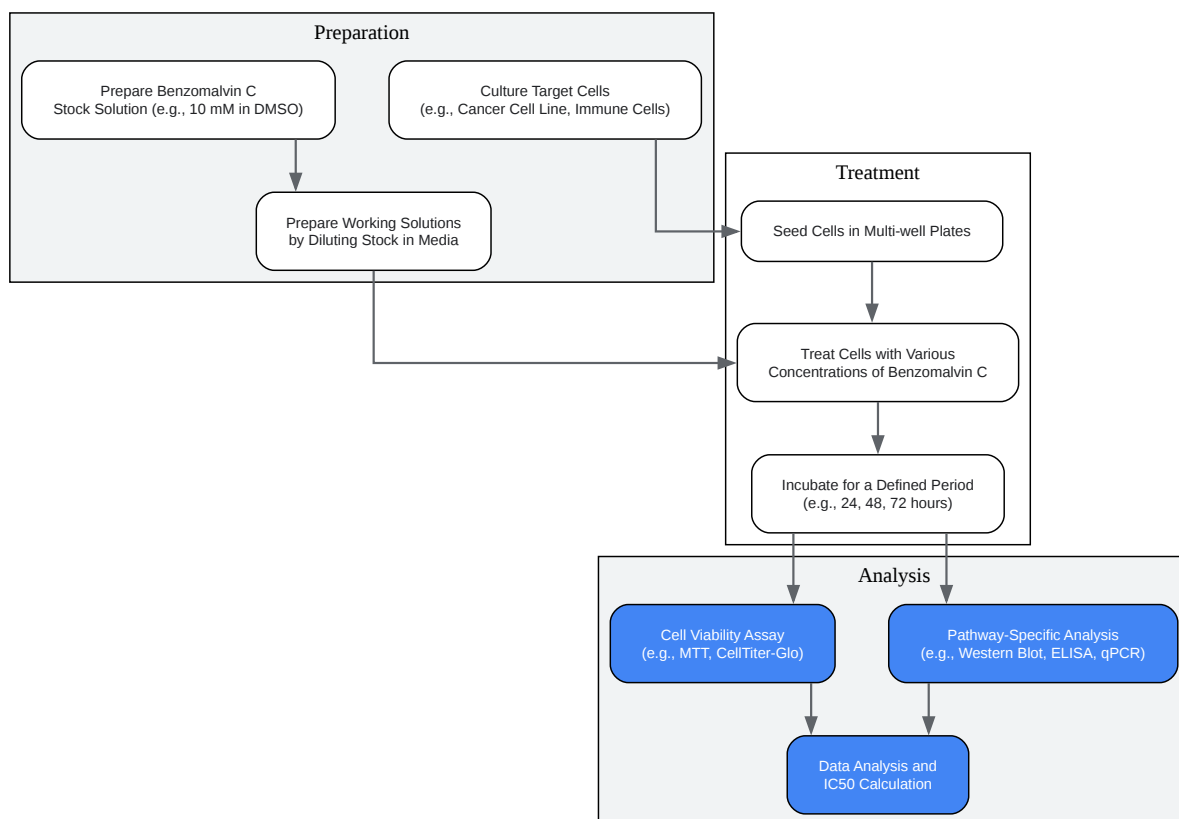 Preparation
Prepare Benzomalvin C
Stock Solution (e.g., 10 mM in DMSO)
Culture Target Cells
(e.g., Cancer Cell Line, Immune Cells)
Prepare Working Solutions
by Diluting Stock in Media
Treatment
Seed Cells in Multi-well Plates
Treat Cells with Various
Concentrations of Benzomalvin C
Incubate for a Defined Period
(e.g., 24, 48, 72 hours)
Analysis
Cell Viability Assay
(e.g., MTT, CellTiter-Glo)
Pathway-Specific Analysis
(e.g., Western Blot, ELISA, qPCR)
Data Analysis and
IC50 Calculation